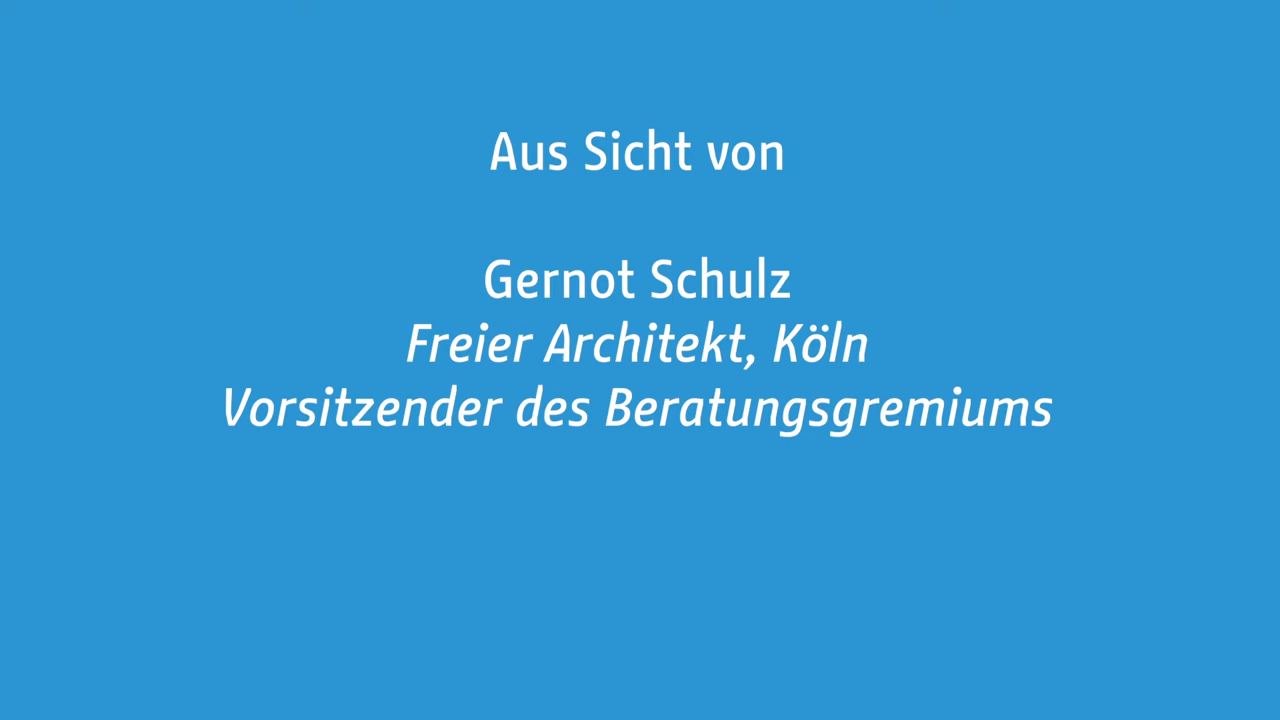 Aus Sicht von
Gernot Schulz
Freier Architekt, Köln
Vorsitzender des Beratungsgremiums